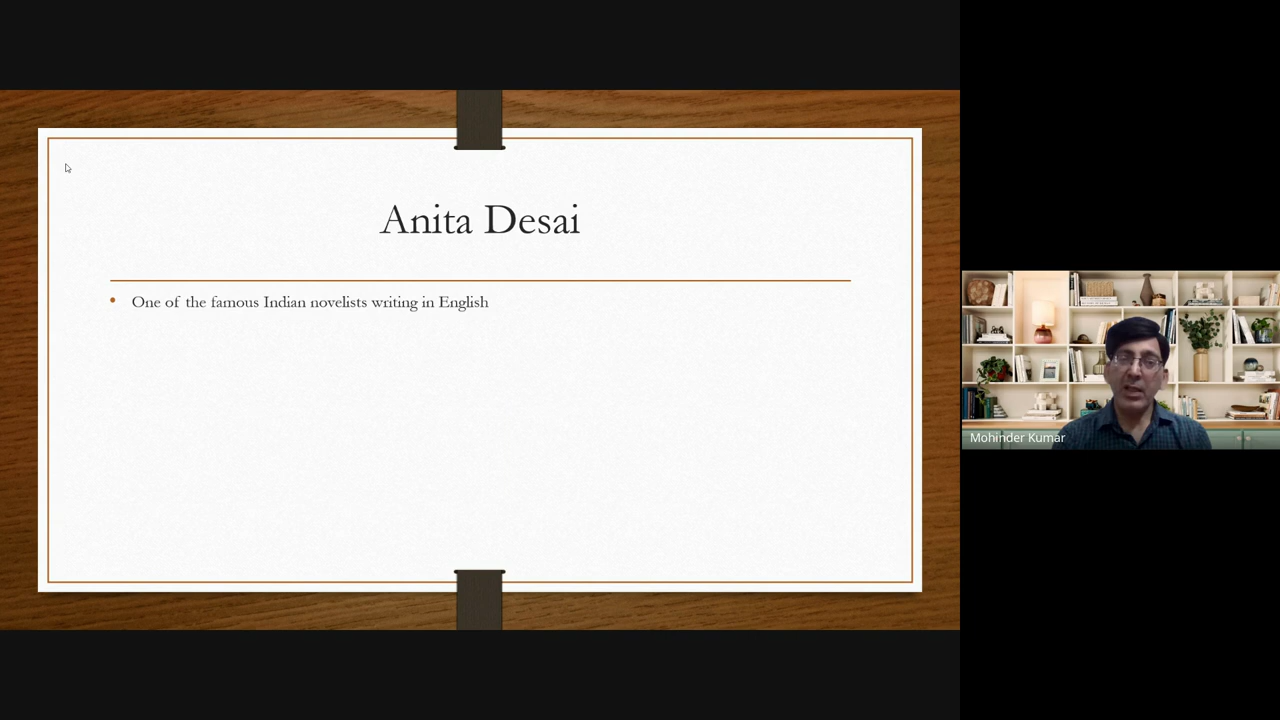 Anita Desai
One of the famous Indian novelists writing in English
Mohinder Kumar